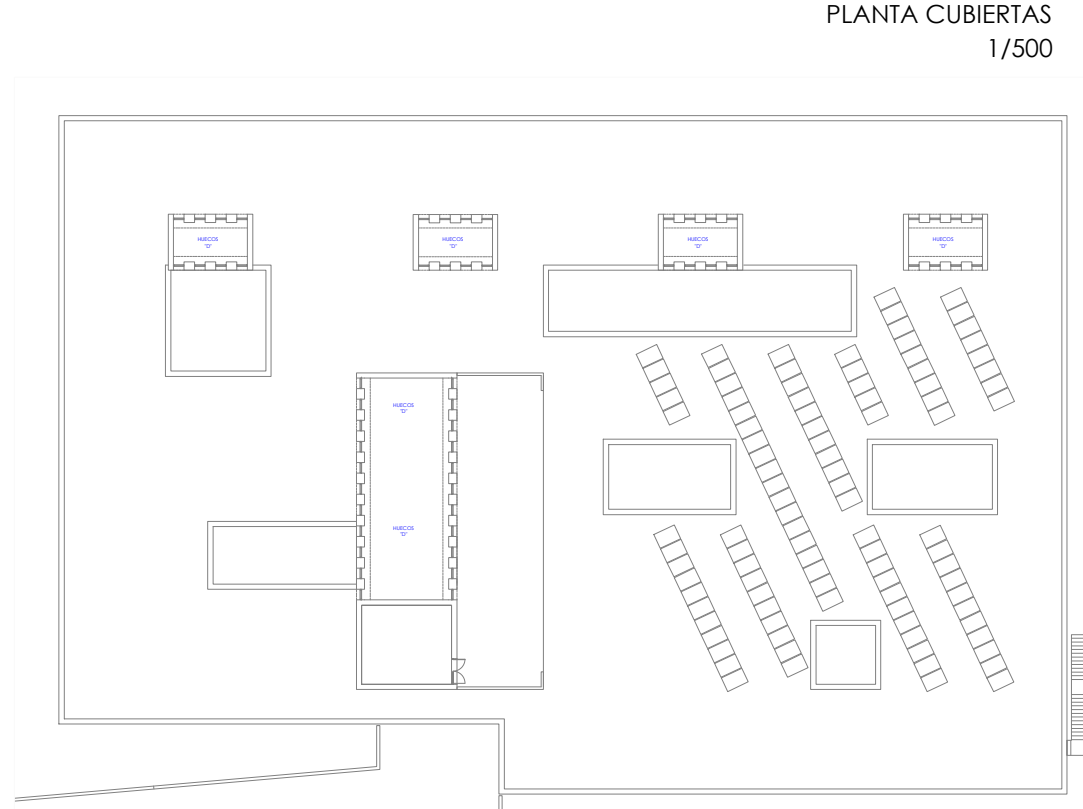 PLANTA CUBIERTAS
1/500
HUECOS
"D"
HUECOS
"D"
HUECOS
"D"
HUECOS
"D"
HUECOS
"D"
HUECOS
"D"